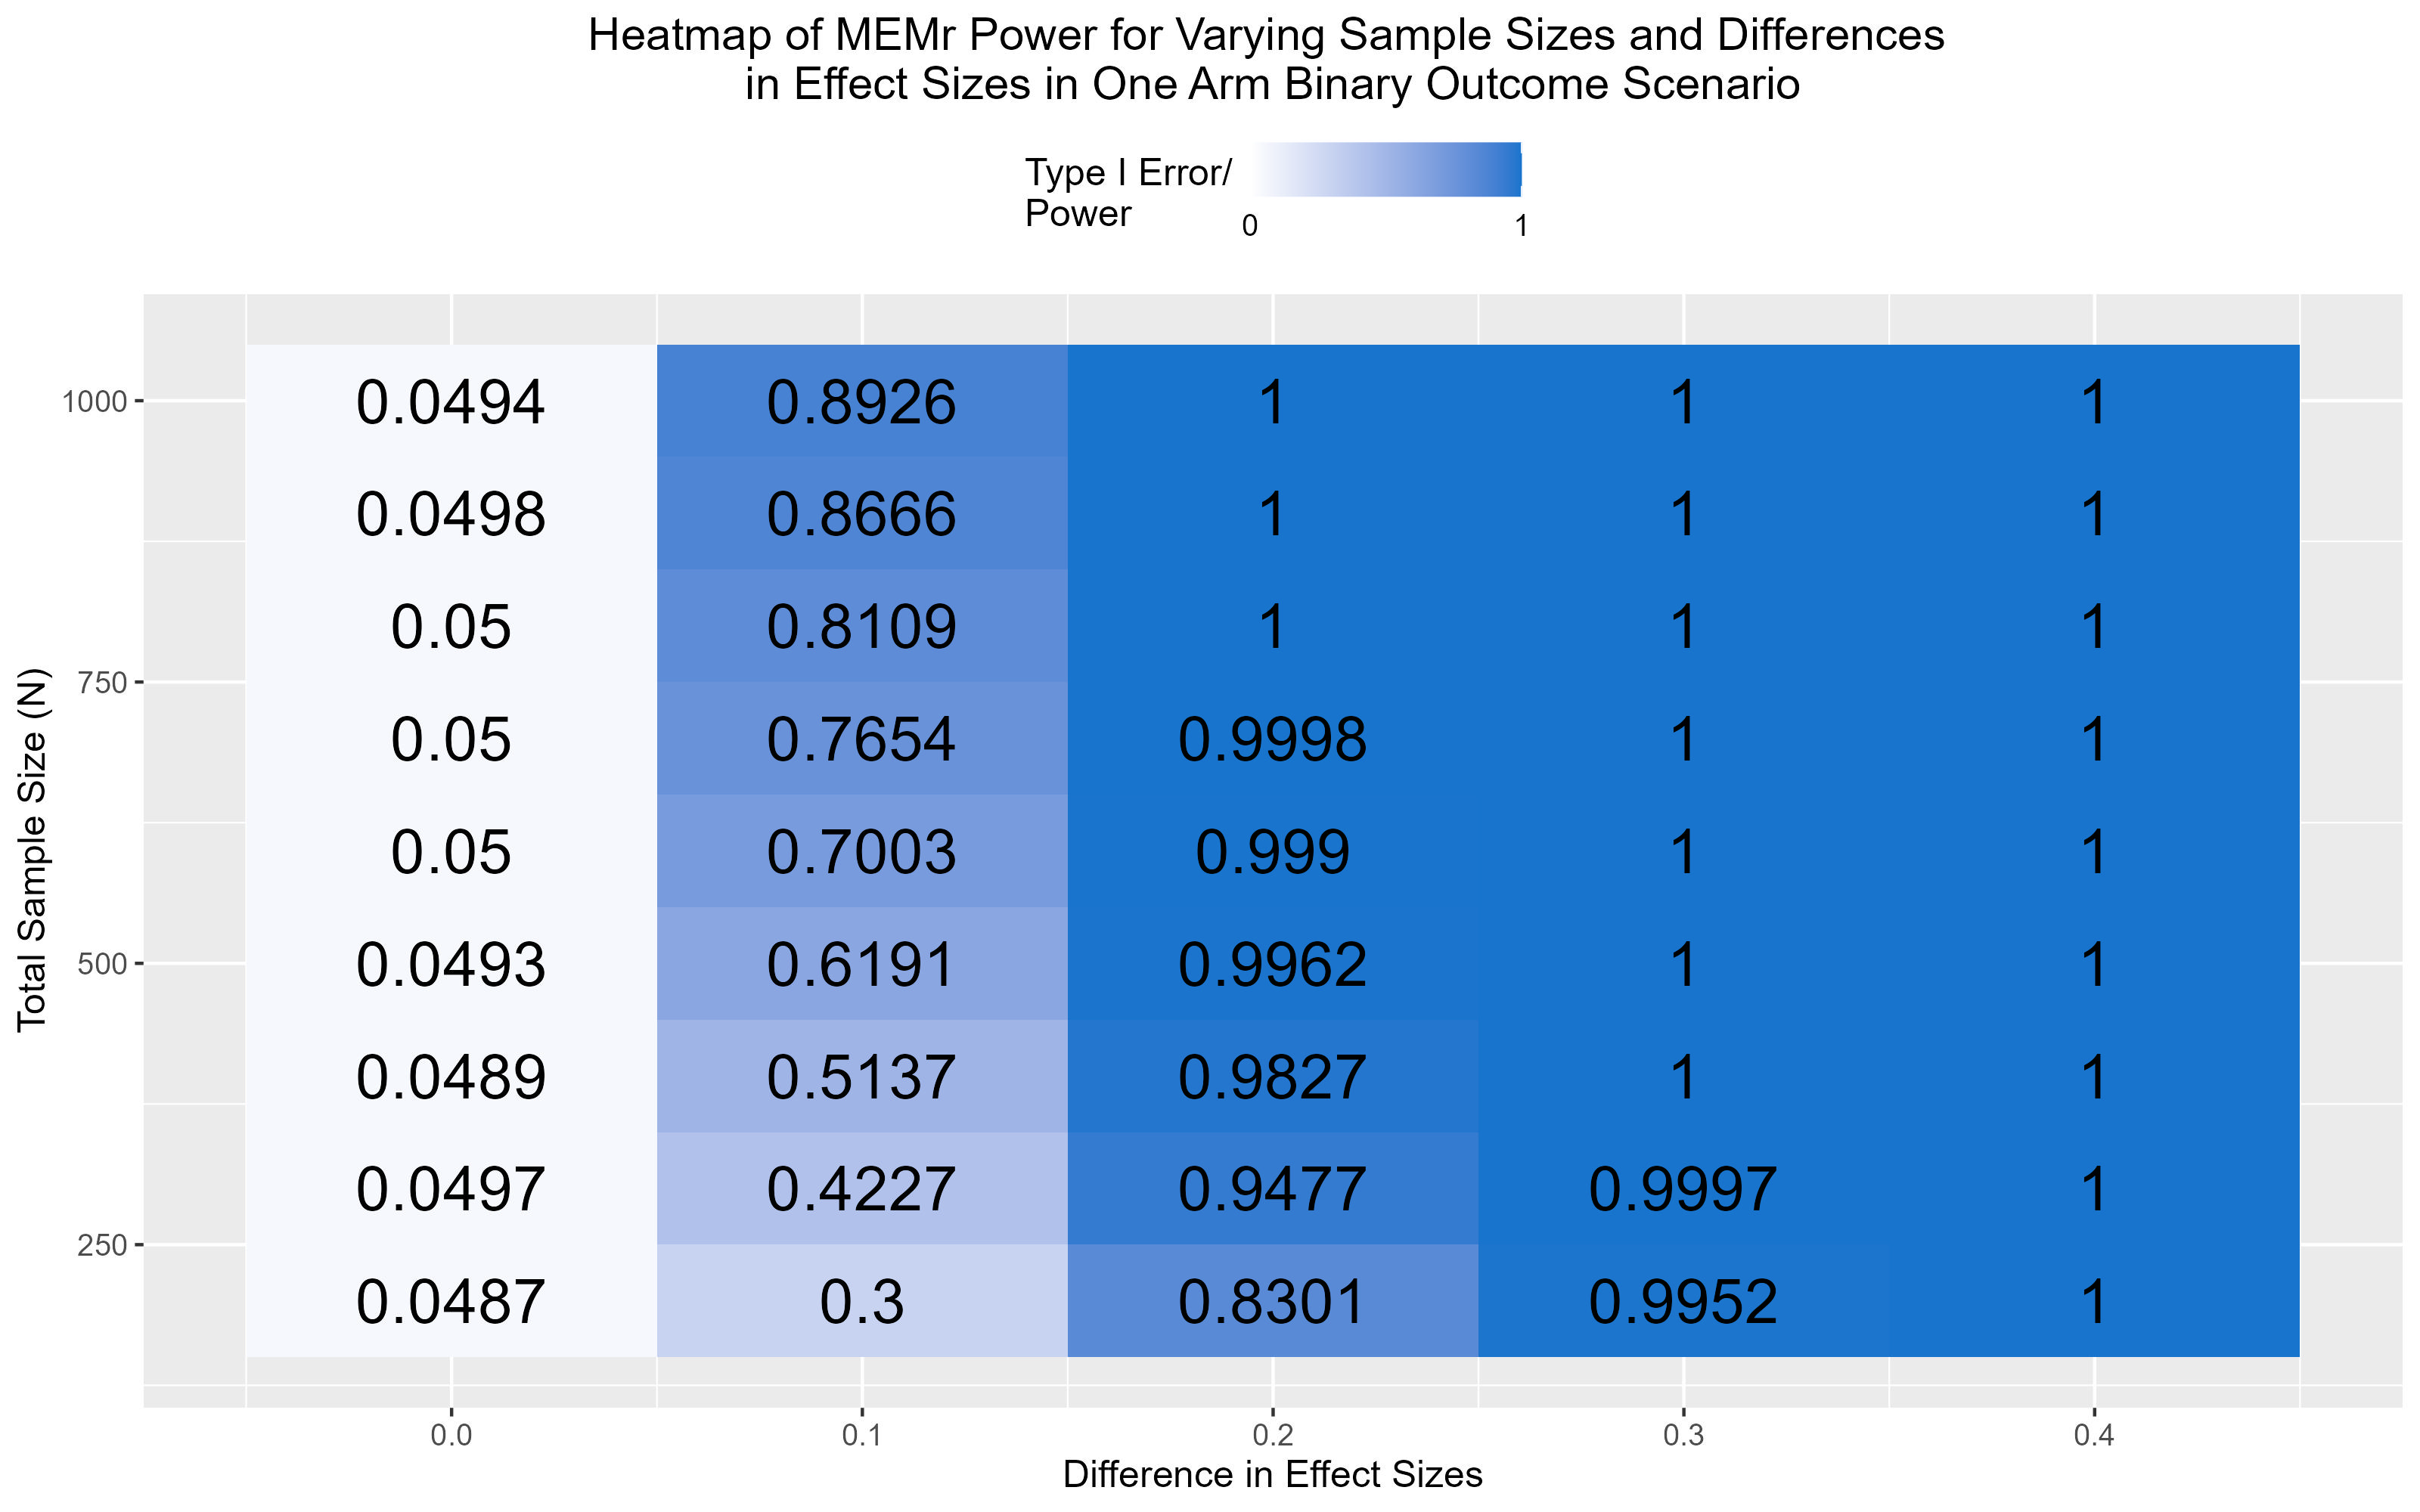 Heatmap of MEMr Power for Varying Sample Sizes and Differences
in Effect Sizes in One Arm Binary Outcome Scenario
Type I Error/
Power
0 1
Total Sample Size (N)
1000 0.0494 0.8926 1 1 1
0.0498 0.8666 1 1 1
0.05 0.8109 1 1 1
750
0.05 0.7654 0.9998 1 1
0.05 0.7003 0.999 1 1
500 0.0493 0.6191 0.9962 1 1
0.0489 0.5137 0.9827 1 1
0.0497 0.4227 0.9477 0.9997 1
250
0.0487 0.3 0.8301 0.9952 1
0.0 0.1 0.2 0.3 0.4
Difference in Effect Sizes